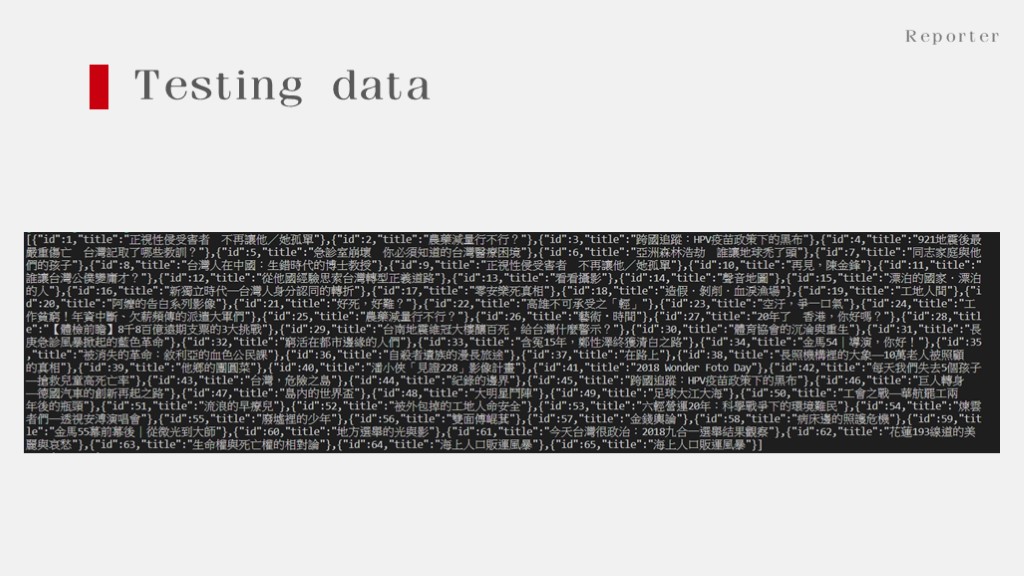 Reporter
Testing data
[{"id":1,"title":"正視性侵受害者　不再讓他／她孤單"},{"id":2,"title":"農藥減量行不行？"},{"id":3,"title":"跨國追蹤：HPV疫苗政策下的黑布"},{"id":4,"title":"921地震後最
嚴重傷亡　台灣記取了哪些教訓？"},{"id":5,"title":"急診室崩壞　你必須知道的台灣醫療困境"},{"id":6,"title":"亞洲森林浩劫　誰讓地球禿了頭"},{"id":7,"title":"同志家庭與他
們的孩子"},{"id":8,"title":"台灣人在中國：生錯時代的博士教授"},{"id":9,"title":"正視性侵受害者　不再讓他／她孤單"},{"id":10,"title":"再見，陳金鋒"},{"id":11,"title":"
誰讓台灣公僕變庸才？"},{"id":12,"title":"從他國經驗思索台灣轉型正義道路"},{"id":13,"title":"看看攝影"},{"id":14,"title":"聲音地圖"},{"id":15,"title":"漂泊的國家、漂泊
的人"},{"id":16,"title":"新獨立時代—台灣人身分認同的轉折"},{"id":17,"title":"零安樂死真相"},{"id":18,"title":"造假．剝削．血淚漁場"},{"id":19,"title":"工地人間"},{"i
d":20,"title":"阿嬤的告白系列影像"},{"id":21,"title":"好死，好難？"},{"id":22,"title":"高雄不可承受之「輕」"},{"id":23,"title":"空汙，爭一口氣"},{"id":24,"title":"工
作貧窮！年資中斷、欠薪頻傳的派遣大軍們"},{"id":25,"title":"農藥減量行不行？"},{"id":26,"title":"藝術．時間"},{"id":27,"title":"20年了　香港，你好嗎？"},{"id":28,"titl
e":"【體檢前瞻】8千8百億遠期支票的3大挑戰"},{"id":29,"title":"台南地震維冠大樓釀百死，給台灣什麼警示？"},{"id":30,"title":"體育協會的沉淪與重生"},{"id":31,"title":"長
庚急診風暴掀起的藍色革命"},{"id":32,"title":"窮活在都市邊緣的人們"},{"id":33,"title":"含冤15年，鄭性澤終獲清白之路"},{"id":34,"title":"金馬54｜導演，你好！"},{"id":35
,"title":"被消失的革命：敘利亞的血色公民課"},{"id":36,"title":"自殺者遺族的漫長旅途"},{"id":37,"title":"在路上"},{"id":38,"title":"長照機構裡的大象—10萬老人被照顧
的真相"},{"id":39,"title":"他鄉的團圓菜"},{"id":40,"title":"潘小俠「見證228」影像計畫"},{"id":41,"title":"2018 Wonder Foto Day"},{"id":42,"title":"每天我們失去5個孩子
—搶救兒童高死亡率"},{"id":43,"title":"台灣，危險之島"},{"id":44,"title":"紀錄的邊界"},{"id":45,"title":"跨國追蹤：HPV疫苗政策下的黑布"},{"id":46,"title":"巨人轉身
—德國汽車的創新再起之路"},{"id":47,"title":"島內的世界盃"},{"id":48,"title":"大明星鬥陣"},{"id":49,"title":"足球大江大海"},{"id":50,"title":"工會之戰—華航罷工兩
年後的瓶頭"},{"id":51,"title":"流浪的早療兒"},{"id":52,"title":"被外包掉的工地人命安全"},{"id":53,"title":"六輕營運20年：科學戰爭下的環境難民"},{"id":54,"title":"煉雲
者們—透視安溥演唱會"},{"id":55,"title":"廢墟裡的少年"},{"id":56,"title":"雙面傅崐萁"},{"id":57,"title":"金錢輿論"},{"id":58,"title":"病床邊的照護危機"},{"id":59,"tit
le":"金馬55幕前幕後｜從微光到大師"},{"id":60,"title":"地方選舉的光與影"},{"id":61,"title":"今天台灣很政治：2018九合一選舉結果觀察"},{"id":62,"title":"花蓮193線道的美
麗與哀愁"},{"id":63,"title":"生命權與死亡權的相對論"},{"id":64,"title":"海上人口販運風暴"},{"id":65,"title":"海上人口販運風暴"}]